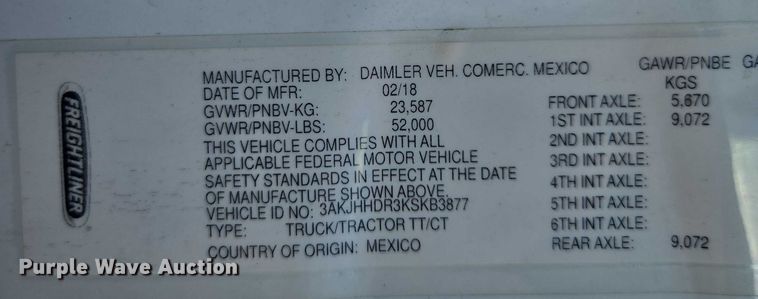 FREIGHTLINER
MANUFACTURED BY: DAIMLER VEH. COMERC. MEXICO
DATE OF MFR: 02/18
GVWR/PNBV-KG: 23,587
GVWR/PNBV-LBS: 52,000
THIS VEHICLE COMPLIES WITH ALL
APPLICABLE FEDERAL MOTOR VEHICLE
SAFETY STANDARDS IN EFFECT AT THE DATE
OF MANUFACTURE SHOWN ABOVE.
VEHICLE ID NO: 3AKJHHDR3KSKB3877
TYPE: TRUCK/TRACTOR TT/CT
COUNTRY OF ORIGIN: MEXICO
GAWR/PNBE GA
KGS
FRONT AXLE: 5,670
1ST INT AXLE: 9,072
2ND INT AXLE:
3RD INT AXLE:
4TH INT AXLE:
5TH INT AXLE:
6TH INT AXLE:
REAR AXLE: 9,072
Purple Wave Auction